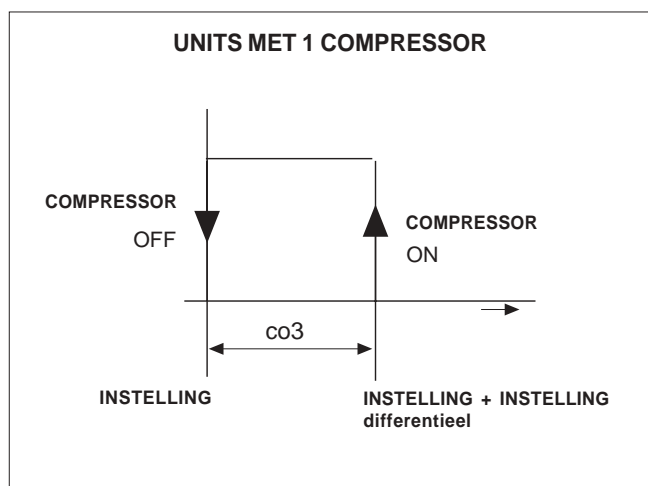 UNITS MET 1 COMPRESSOR
COMPRESSOR
OFF
COMPRESSOR
ON
co3
INSTELLING
INSTELLING + INSTELLING
differentieel